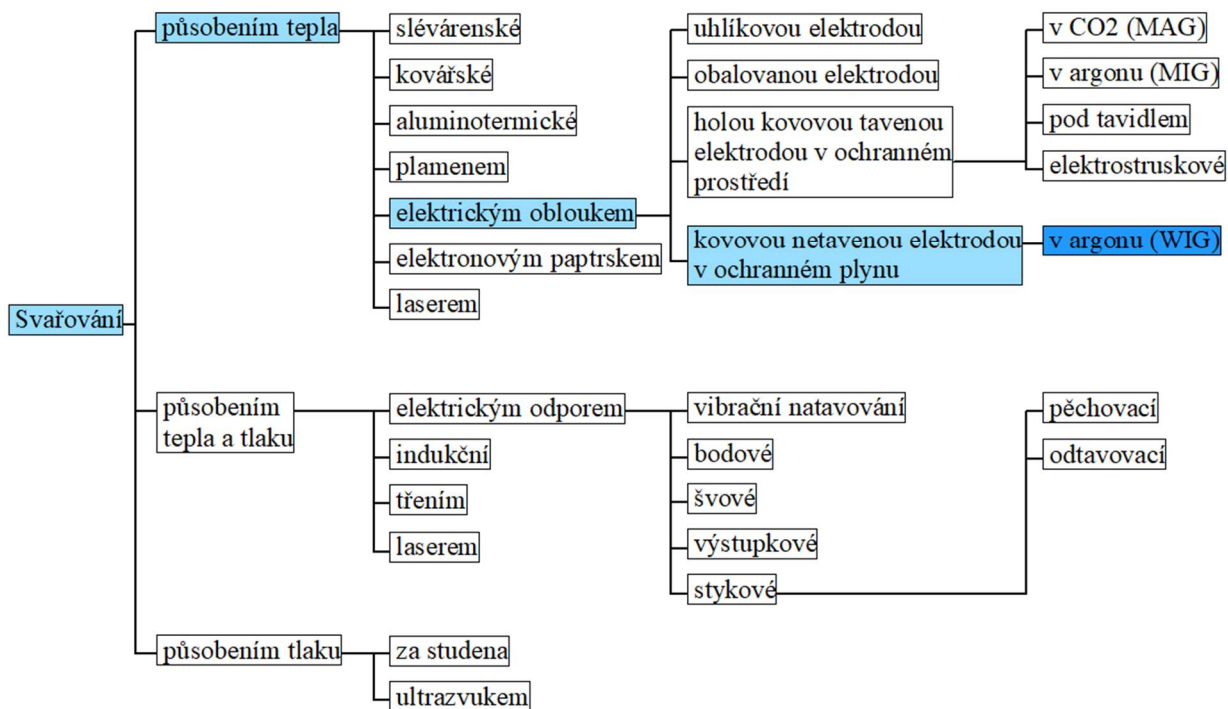 Svařování
působením tepla
slévárenské
kovářské
aluminotermické
plamenem
elektrickým obloukem
uhlíkovou elektrodou
obalovanou elektrodou
holou kovovou tavenou
elektrodou v ochranném
prostředí
v CO2 (MAG)
v argonu (MIG)
pod tavidlem
elektrostruskové
kovovou netavenou elektrodou
v ochranném plynu
v argonu (WIG)
elektronovým paptrskem
laserem
působením
tepla a tlaku
elektrickým odporem
vibrační natavování
bodové
švové
výstupkové
stykové
pěchovací
odtavovací
indukční
třením
laserem
působením tlaku
za studena
ultrazvukem